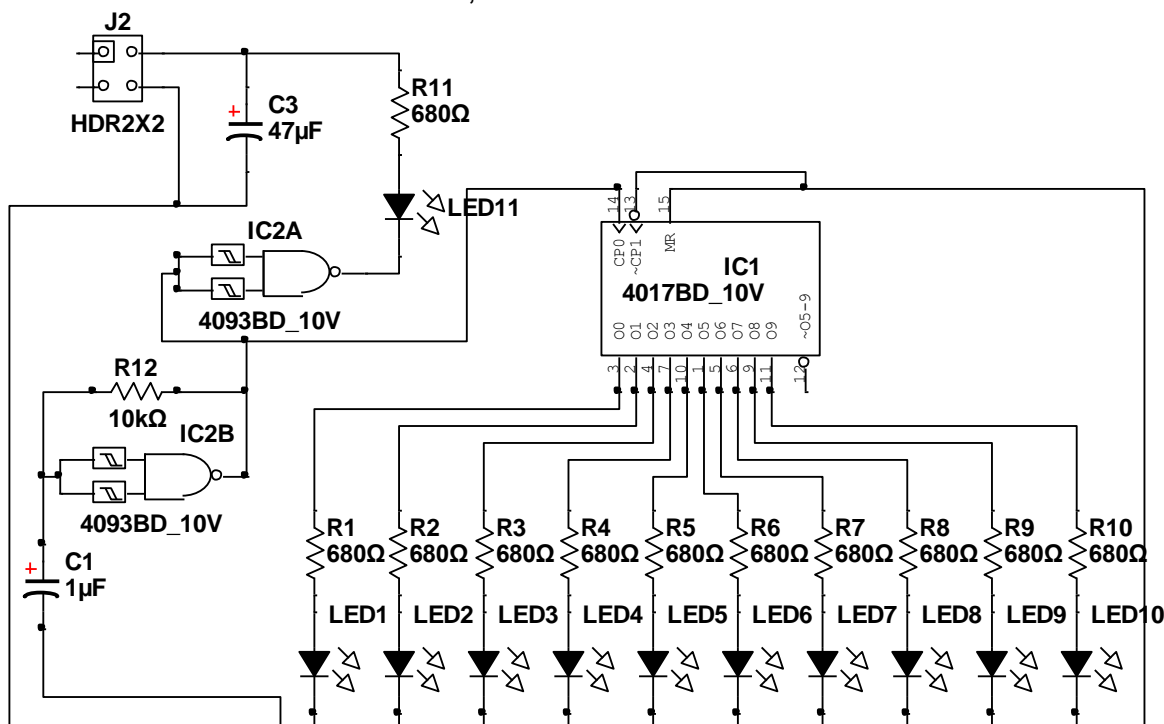 J2
HDR2X2
+
C3
47µF
R11
680Ω
LED11
IC2A
4093BD_10V
R12
10kΩ
IC2B
4093BD_10V
+
C1
1µF
14
13
15
CP0
~CP1
MR
IC1
4017BD_10V
O0
O1
O2
O3
O4
O5
O6
O7
O8
O9
~O5-9
3
2
4
7
10
1
5
6
9
11
12
R1
680Ω
R2
680Ω
R3
680Ω
R4
680Ω
R5
680Ω
R6
680Ω
R7
680Ω
R8
680Ω
R9
680Ω
R10
680Ω
LED1
LED2
LED3
LED4
LED5
LED6
LED7
LED8
LED9
LED10